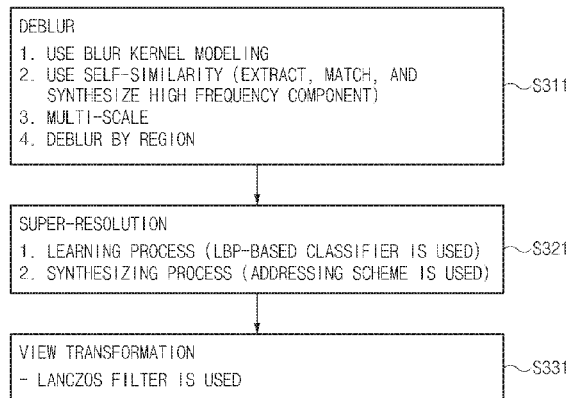 DEBLUR
1. USE BLUR KERNEL MODELING
2. USE SELF-SIMILARITY (EXTRACT, MATCH, AND
SYNTHESIZE HIGH FREQUENCY COMPONENT)
3. MULTI-SCALE
4. DEBLUR BY REGION
S311
SUPER-RESOLUTION
1. LEARNING PROCESS (LBP-BASED CLASSIFIER IS USED)
2. SYNTHESIZING PROCESS (ADDRESSING SCHEME IS USED)
S321
VIEW TRANSFORMATION
- LANCZOS FILTER IS USED
S331